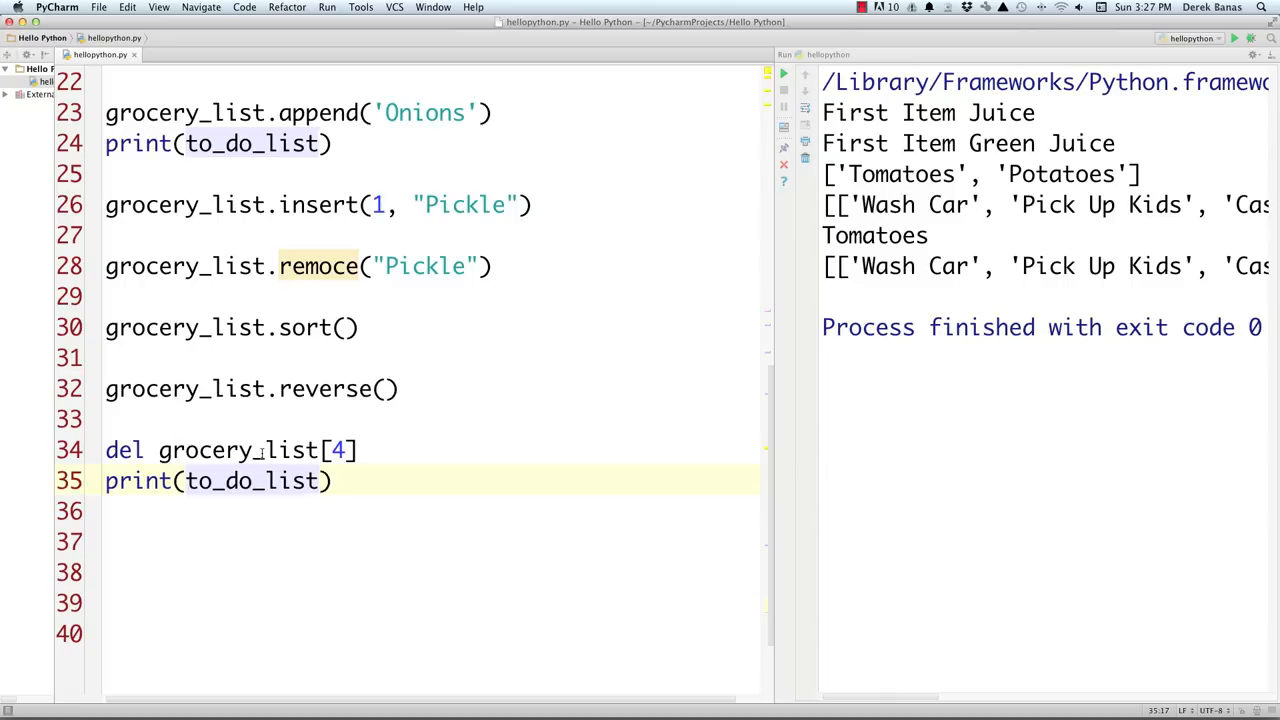 PyCharm File Edit View Navigate Code Refactor Run Tools VCS Window Help 10 Sun 3:27 PM Derek Banas
hellopython.py – Hello Python – [~/PycharmProjects/Hello Python]
Hello Python hellopython.py hellopython
hellopython.py Run hellopython
Hello P
hell
Extern
22
23 grocery_list.append('Onions')
24 print(to_do_list)
25
26 grocery_list.insert(1, "Pickle")
27
28 grocery_list.remoce("Pickle")
29
30 grocery_list.sort()
31
32 grocery_list.reverse()
33
34 del grocery_list[4]
35 print(to_do_list)
36
37
38
39
40
/Library/Frameworks/Python.framewo
First Item Juice
First Item Green Juice
['Tomatoes', 'Potatoes']
[['Wash Car', 'Pick Up Kids', 'Cas
Tomatoes
[['Wash Car', 'Pick Up Kids', 'Cas
Process finished with exit code 0
35:17 LF UTF-8